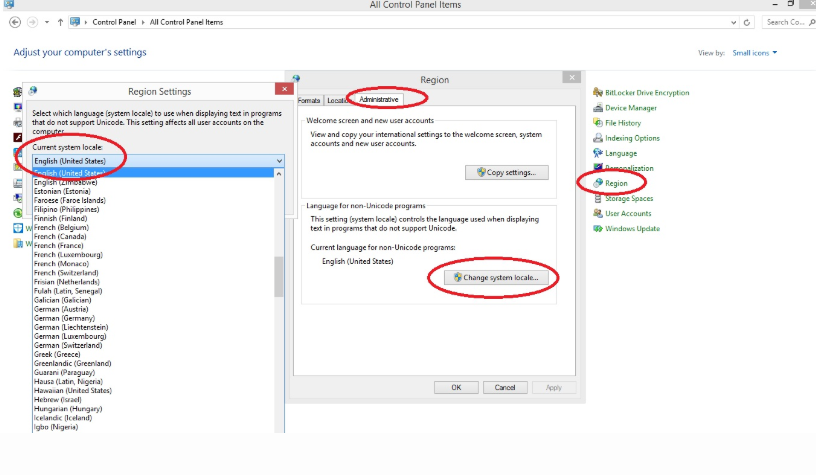 All Control Panel Items
Control Panel
All Control Panel Items
Search Co...
Adjust your computer's settings
View by: Small icons
Region Settings
Select which language (system locale) to use when displaying text in programs
that do not support Unicode. This setting affects all user accounts on the
computer.
Current system locale:
English (United States)
English (United States)
English (Zimbabwe)
Estonian (Estonia)
Faroese (Faroe Islands)
Filipino (Philippines)
Finnish (Finland)
French (Belgium)
French (Canada)
French (France)
French (Luxembourg)
French (Monaco)
French (Switzerland)
Frisian (Netherlands)
Fulah (Latin, Senegal)
Galician (Galician)
German (Austria)
German (Germany)
German (Liechtenstein)
German (Luxembourg)
German (Switzerland)
Greek (Greece)
Greenlandic (Greenland)
Guarani (Paraguay)
Hausa (Latin, Nigeria)
Hawaiian (United States)
Hebrew (Israel)
Hungarian (Hungary)
Icelandic (Iceland)
Igbo (Nigeria)
Region
Formats
Location
Administrative
Welcome screen and new user accounts
View and copy your international settings to the welcome screen, system
accounts and new user accounts.
Copy settings...
Language for non-Unicode programs
This setting (system locale) controls the language used when displaying
text in programs that do not support Unicode.
Current language for non-Unicode programs:
English (United States)
Change system locale...
OK
Cancel
Apply
BitLocker Drive Encryption
Device Manager
File History
Indexing Options
Language
Personalization
Region
Storage Spaces
User Accounts
Windows Update